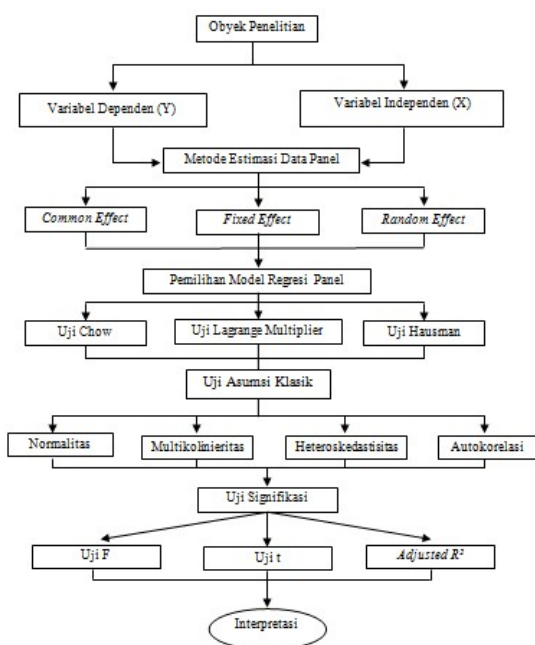 Obyek Penelitian
Variabel Dependen (Y)
Variabel Independen (X)
Metode Estimasi Data Panel
Common Effect
Fixed Effect
Random Effect
Pemilihan Model Regresi Panel
Uji Chow
Uji Lagrange Multiplier
Uji Hausman
Uji Asumsi Klasik
Normalitas
Multikolinieritas
Heteroskedastisitas
Autokorelasi
Uji Signifikasi
Uji F
Uji t
Adjusted R²
Interpretasi